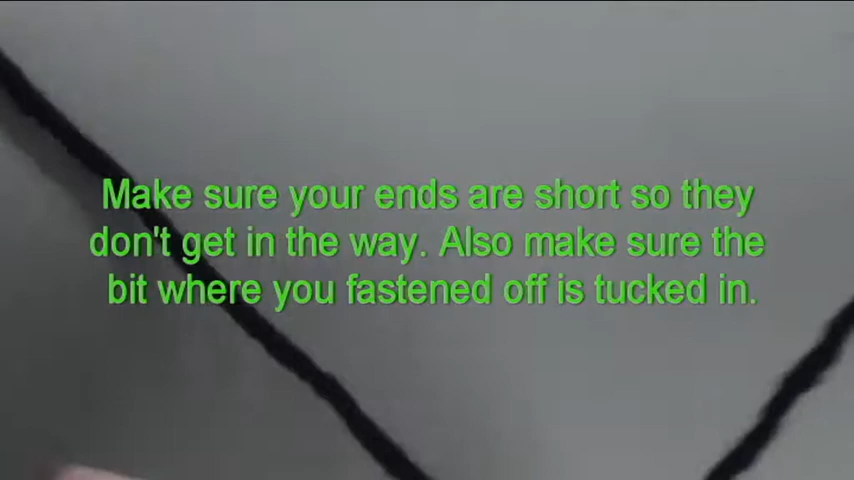 Make sure your ends are short so they
don't get in the way. Also make sure the
bit where you fastened off is tucked in.